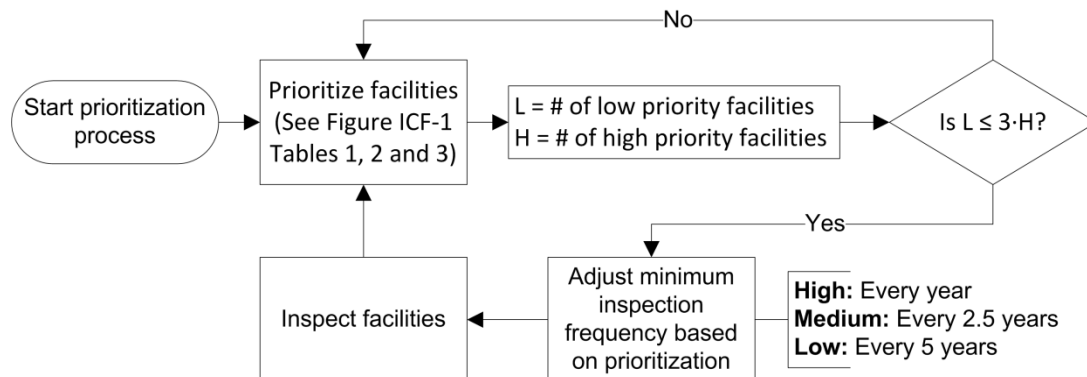 No
Start prioritization
process
Prioritize facilities
(See Figure ICF-1
Tables 1, 2 and 3)
L = # of low priority facilities
H = # of high priority facilities
Is L ≤ 3·H?
Yes
Inspect facilities
Adjust minimum
inspection
frequency based
on prioritization
High: Every year
Medium: Every 2.5 years
Low: Every 5 years